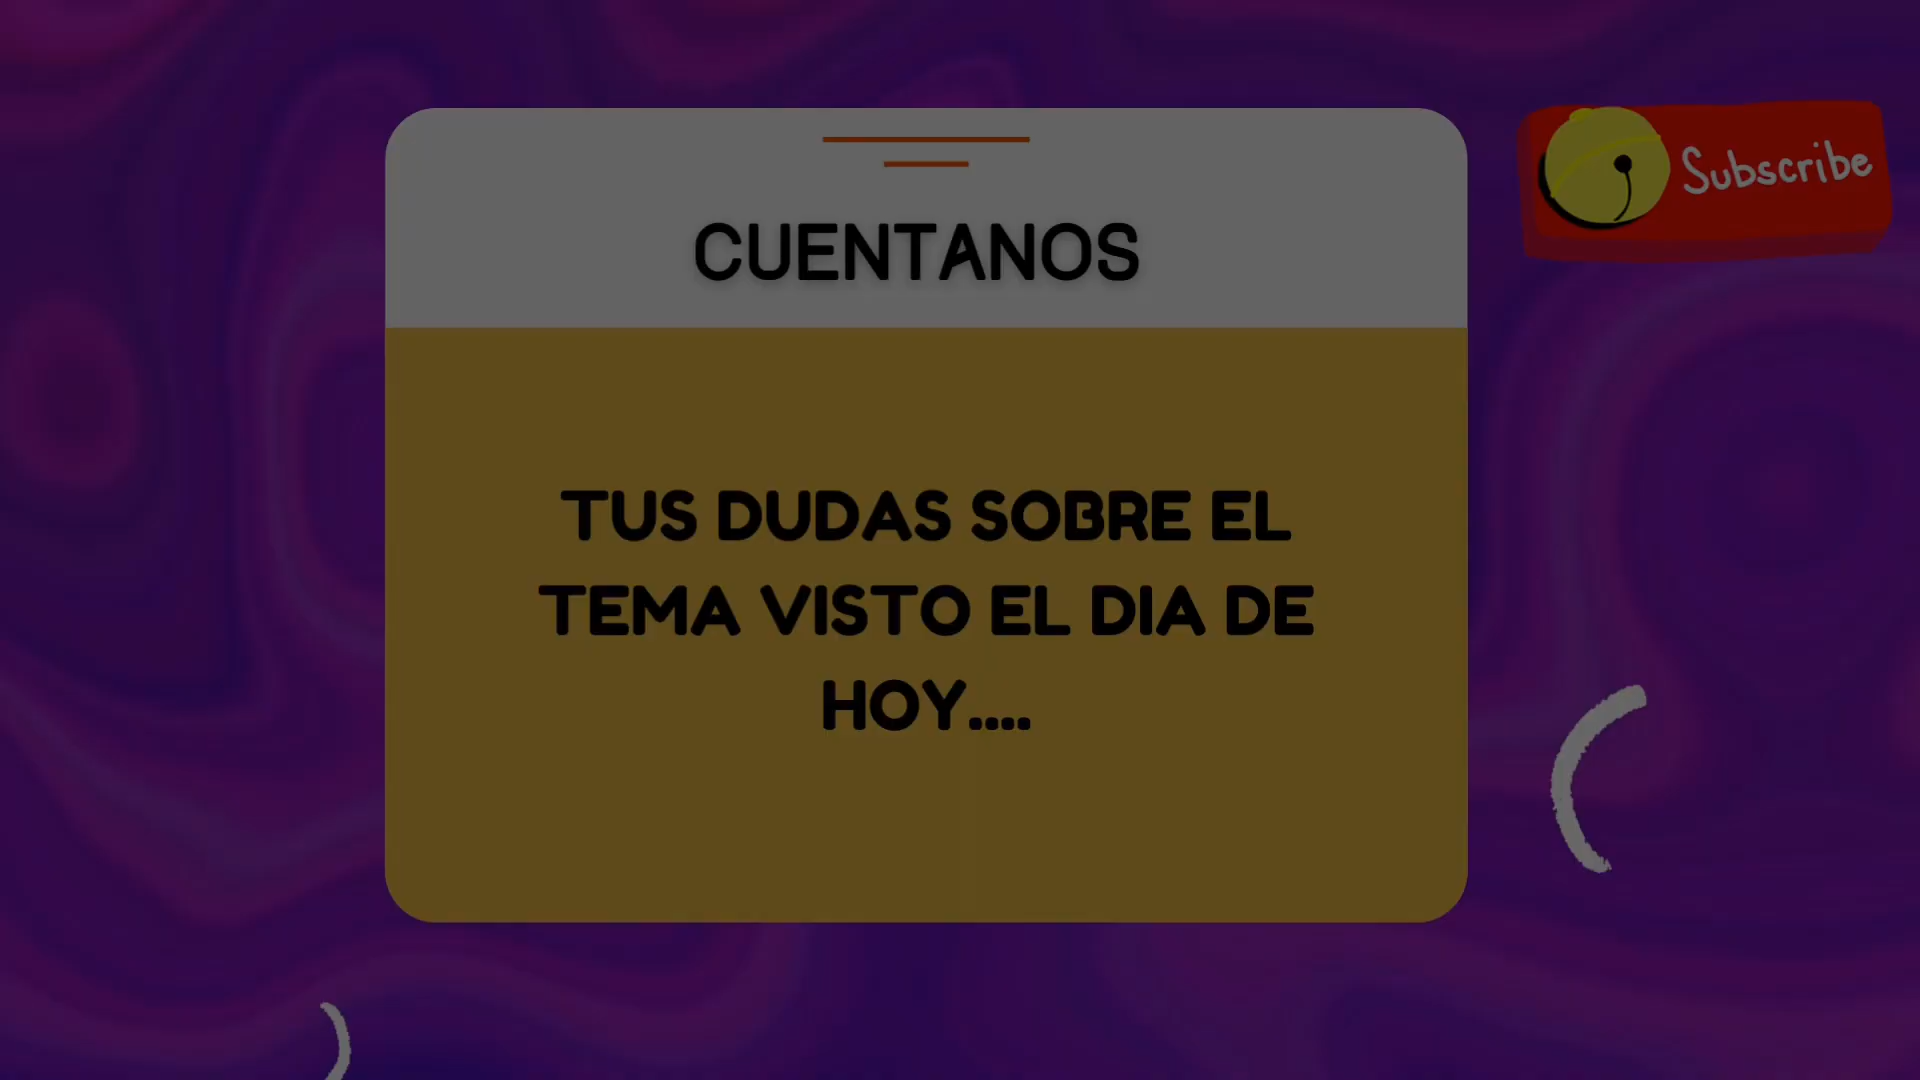 CUENTANOS
Subscribe
TUS DUDAS SOBRE EL
TEMA VISTO EL DIA DE
HOY....